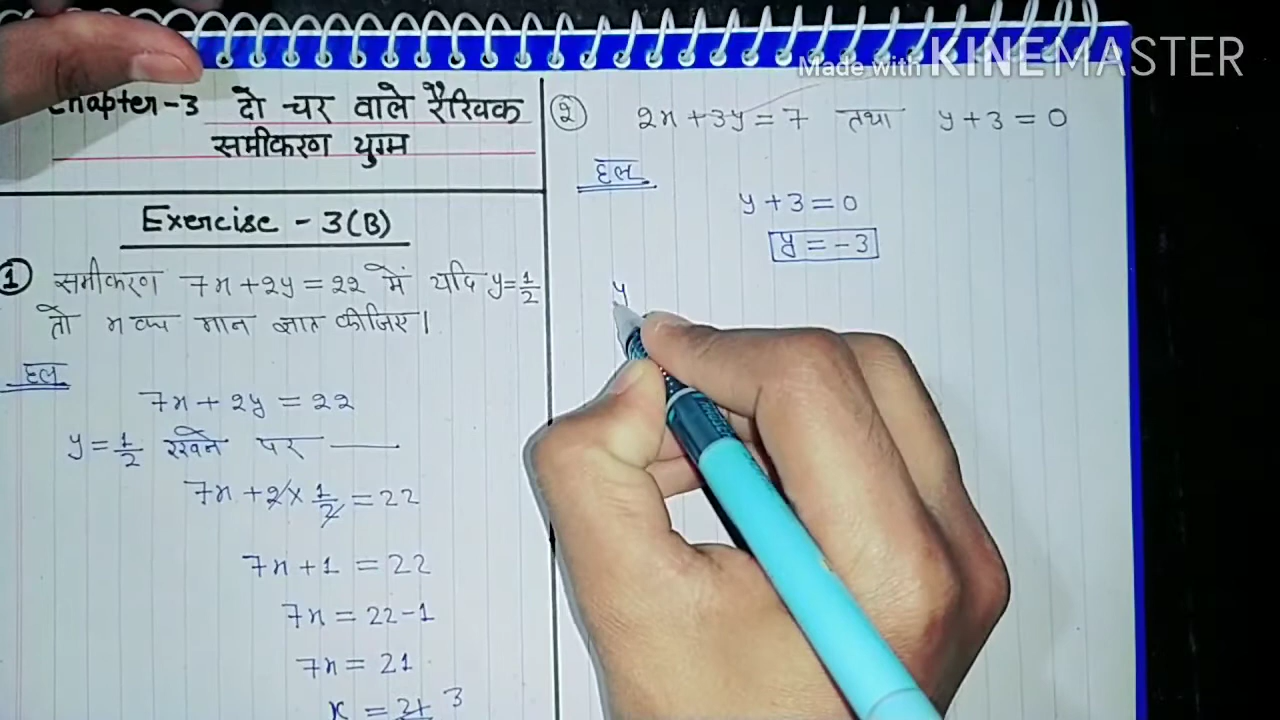 Made with KINEMASTER
Chapter-3 दो चर वाले रैखिक
समीकरण युग्म
Exercise - 3(B)
1 समीकरण 7x + 2y = 22 में यदि y = 1/2
तो x का मान ज्ञात कीजिए।
हल
7x + 2y = 22
y = 1/2 रखने पर
7x + 2 × 1/2 = 22
7x + 1 = 22
7x = 22 - 1
7x = 21
x = 21 3
२ 2x + 3y = 7 तथा y + 3 = 0
हल
y + 3 = 0
y = -3
y